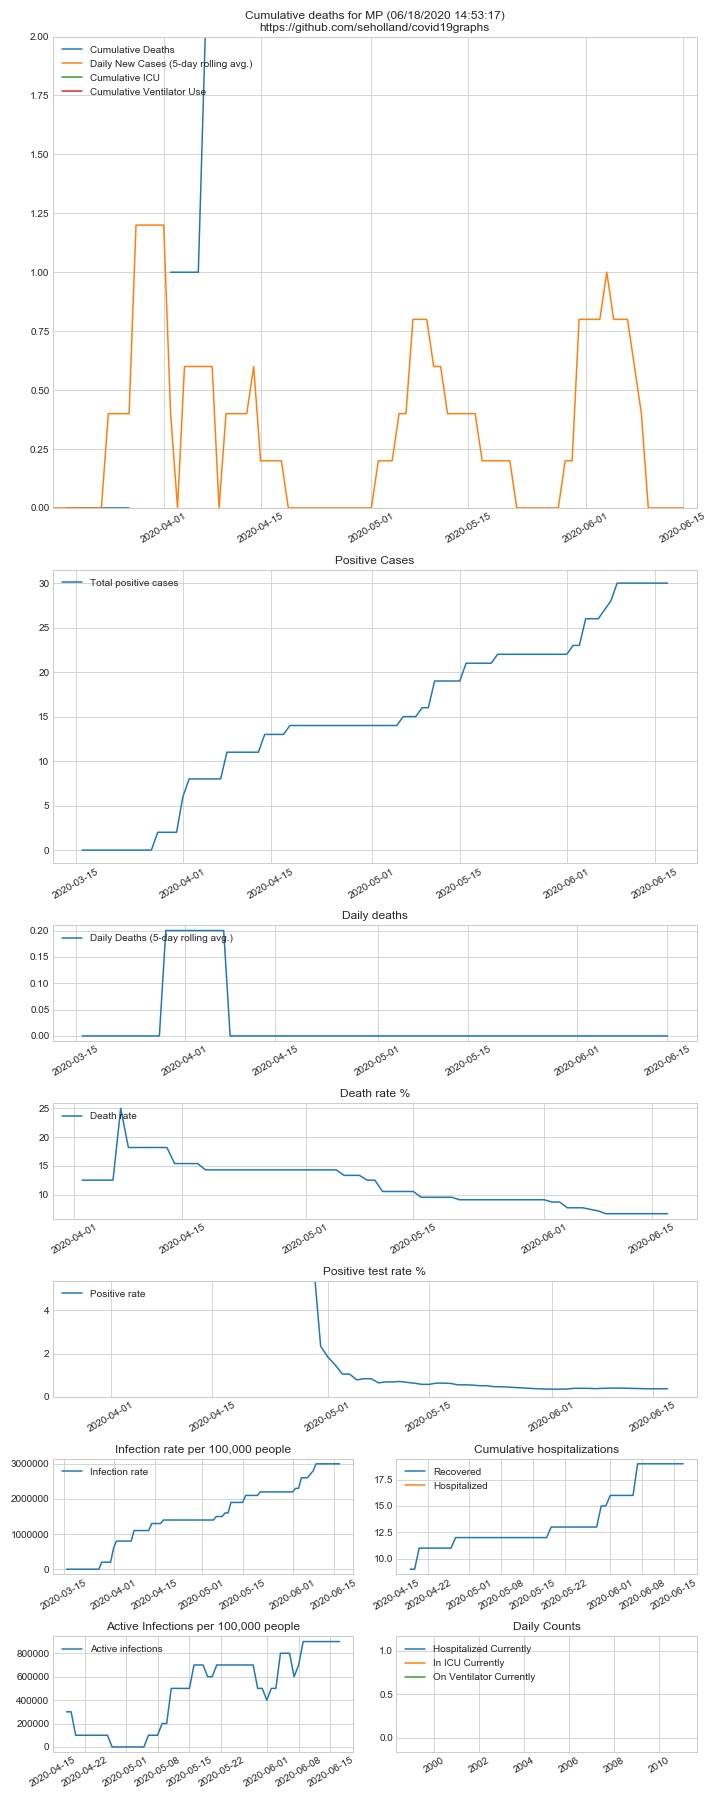 Cumulative deaths for MP (06/18/2020 14:53:17)
https://github.com/seholland/covid19graphs
Cumulative Deaths
Daily New Cases (5-day rolling avg.)
Cumulative ICU
Cumulative Ventilator Use
2.00
1.75
1.50
1.25
1.00
0.75
0.50
0.25
0.00
2020-04-01 2020-04-15 2020-05-01 2020-05-15 2020-06-01 2020-06-15
Positive Cases
Total positive cases
30
25
20
15
10
5
0
2020-03-15 2020-04-01 2020-04-15 2020-05-01 2020-05-15 2020-06-01 2020-06-15
Daily deaths
Daily Deaths (5-day rolling avg.)
0.20
0.15
0.10
0.05
0.00
2020-03-15 2020-04-01 2020-04-15 2020-05-01 2020-05-15 2020-06-01 2020-06-15
Death rate %
Death rate
25
20
15
10
2020-04-01 2020-04-15 2020-05-01 2020-05-15 2020-06-01 2020-06-15
Positive test rate %
Positive rate
4
2
0
2020-04-01 2020-04-15 2020-05-01 2020-05-15 2020-06-01 2020-06-15
Infection rate per 100,000 people
Infection rate
3000000
2000000
1000000
0
2020-03-15 2020-04-01 2020-04-15 2020-05-01 2020-05-15 2020-06-01 2020-06-15
Cumulative hospitalizations
Recovered
Hospitalized
17.5
15.0
12.5
10.0
2020-04-15 2020-04-22 2020-05-01 2020-05-08 2020-05-15 2020-05-22 2020-06-01 2020-06-08 2020-06-15
Active Infections per 100,000 people
Active infections
800000
600000
400000
200000
0
2020-04-15 2020-04-22 2020-05-01 2020-05-08 2020-05-15 2020-05-22 2020-06-01 2020-06-08 2020-06-15
Daily Counts
Hospitalized Currently
In ICU Currently
On Ventilator Currently
1.0
0.5
0.0
2000 2002 2004 2006 2008 2010